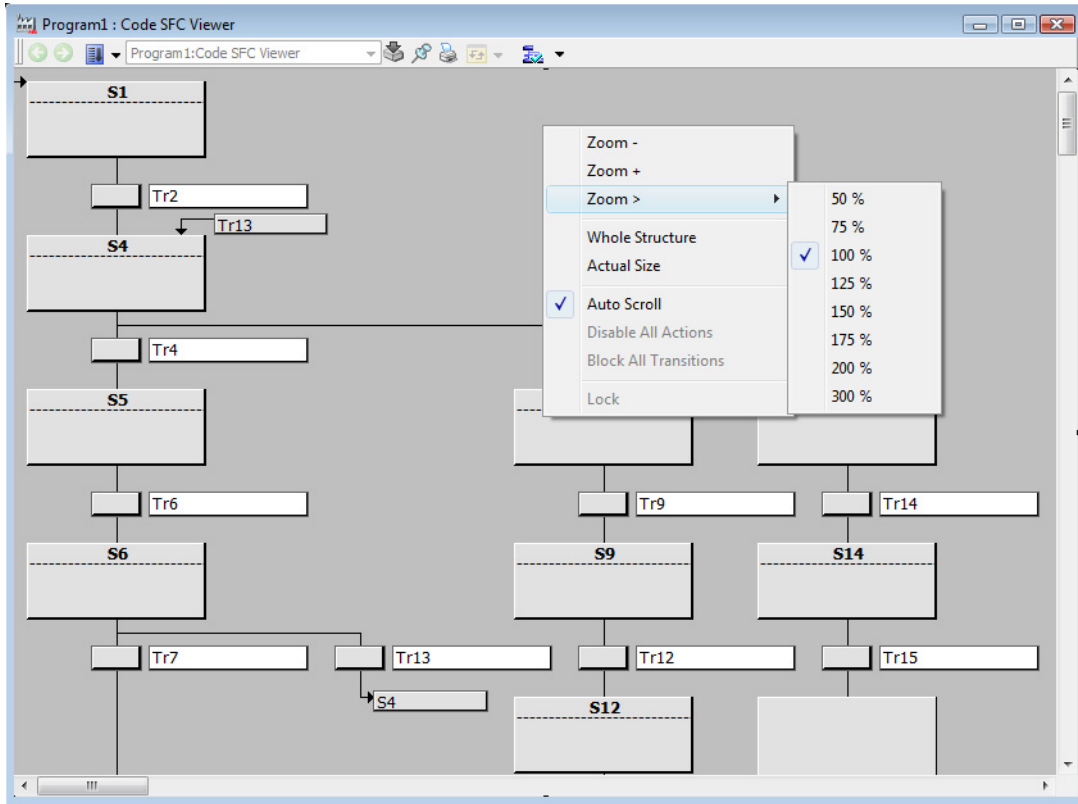 Program1 : Code SFC Viewer
Program1:Code SFC Viewer
S1
Tr2
Tr13
S4
Tr4
S5
Tr6
Tr9
Tr14
S6
S9
S14
Tr7
Tr13
Tr12
Tr15
S4
S12
Zoom -
Zoom +
Zoom >
Whole Structure
Actual Size
Auto Scroll
Disable All Actions
Block All Transitions
Lock
50 %
75 %
100 %
125 %
150 %
175 %
200 %
300 %